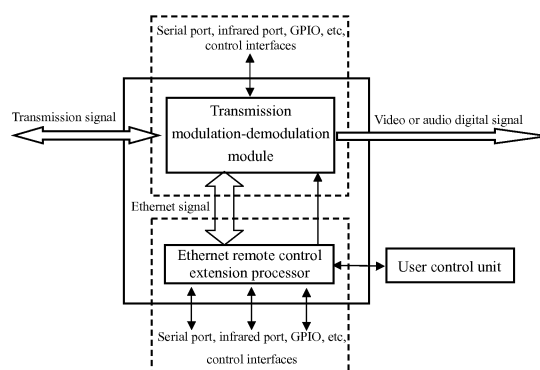 Serial port, infrared port, GPIO, etc,
control interfaces
Transmission signal
Transmission
modulation-demodulation
module
Video or audio digital signal
Ethernet signal
Ethernet remote control
extension processor
User control unit
Serial port, infrared port, GPIO, etc,
control interfaces